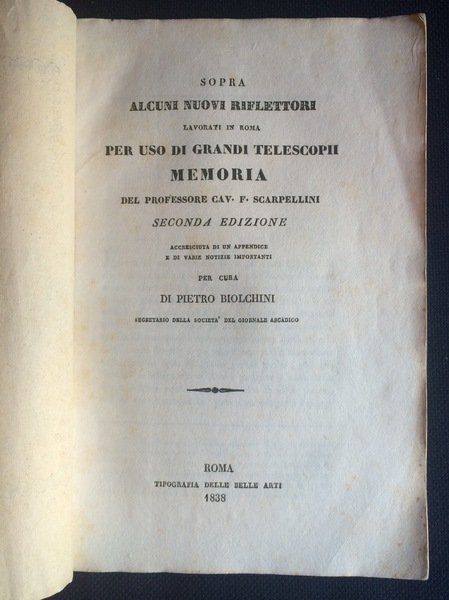 SOPRA
ALCUNI NUOVI RIFLETTORI
LAVORATI IN ROMA
PER USO DI GRANDI TELESCOPII
MEMORIA
DEL PROFESSORE CAV. F. SCARPELLINI
SECONDA EDIZIONE
ACCRESCIUTA DI UN APPENDICE
E DI VARIE NOTIZIE IMPORTANTI
PER CURA
DI PIETRO BIOLCHINI
SEGRETARIO DELLA SOCIETA' DEL GIORNALE ARCADICO
ROMA
TIPOGRAFIA DELLE BELLE ARTI
1838